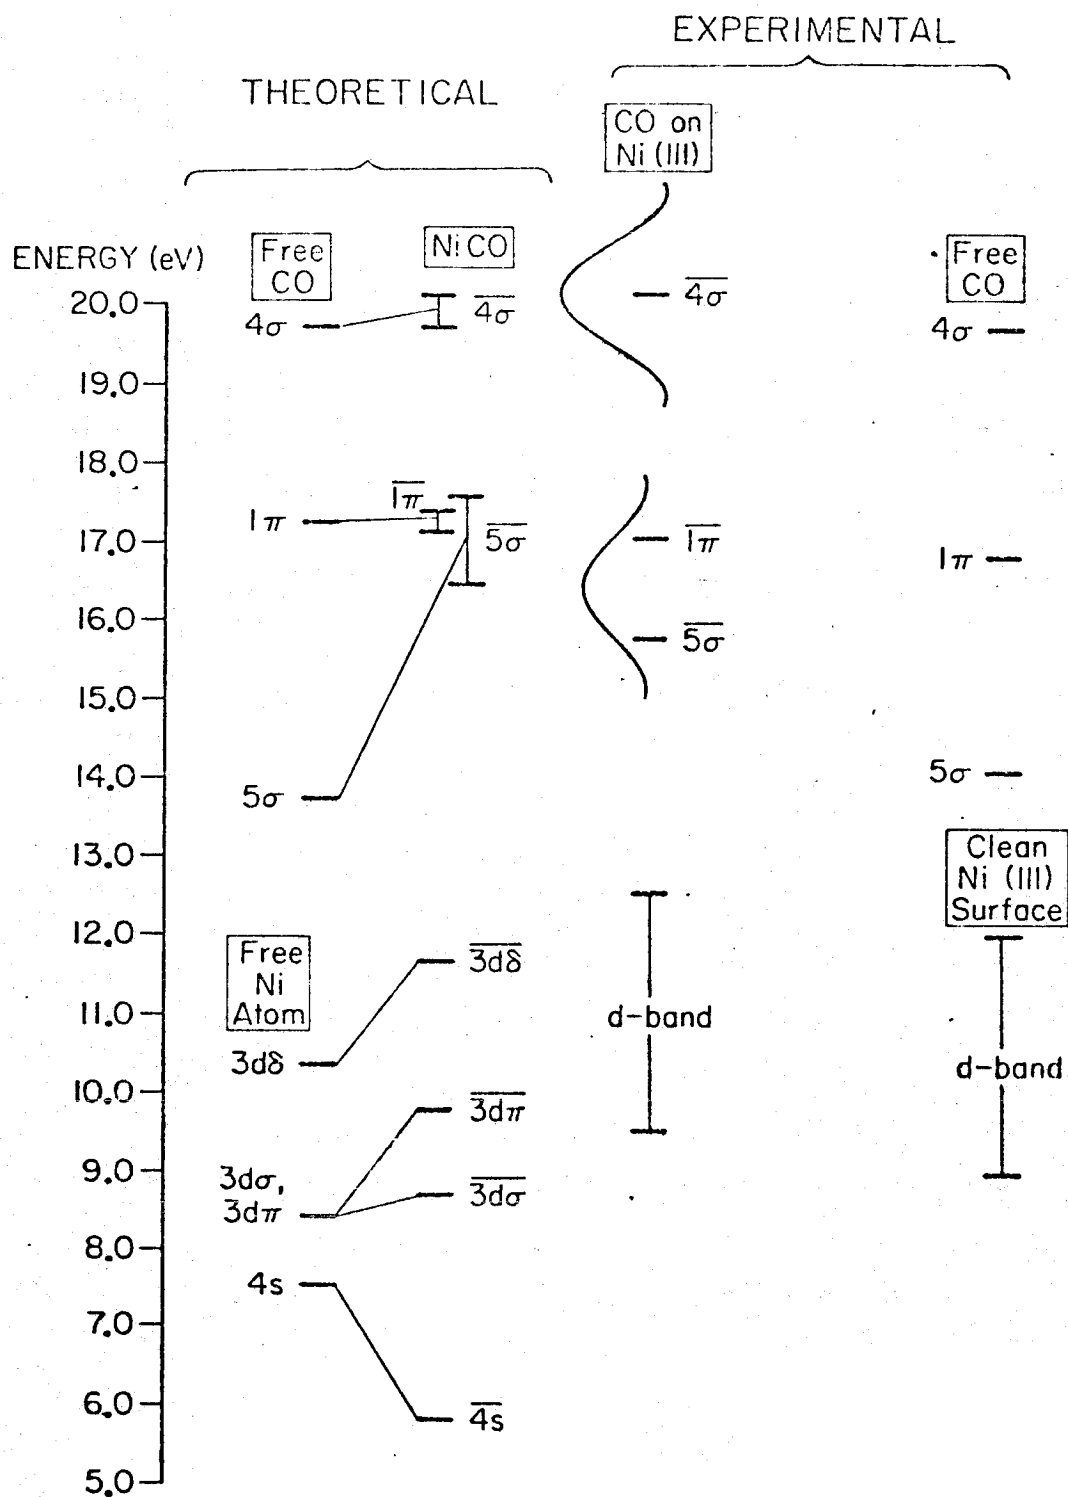 EXPERIMENTAL
THEORETICAL
CO on
Ni (III)
ENERGY (eV)
Free
CO
NiCO
Free
CO
20.0
19.0
18.0
17.0
16.0
15.0
14.0
13.0
12.0
11.0
10.0
9.0
8.0
7.0
6.0
5.0
4σ
4σ̅
4σ̅
4σ
1π
1π̅
5σ̅
1π̅
5σ̅
1π
5σ
5σ
Clean
Ni (III)
Surface
Free
Ni
Atom
3dδ
3dδ̅
d-band
d-band
3dσ,
3dπ
3dπ̅
3dσ̅
4s
4s̅